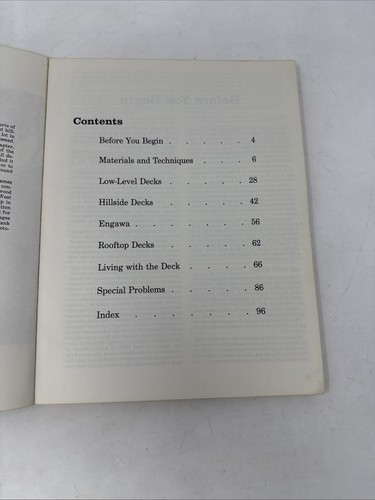 Contents
Before You Begin . . . . . 4
Materials and Techniques . . . 6
Low-Level Decks . . . . . 28
Hillside Decks . . . . 42
Engawa . . . . . . 56
Rooftop Decks . . . . 62
Living with the Deck . . . . 66
Special Problems . . . . . 86
Index . . . . . . . 96